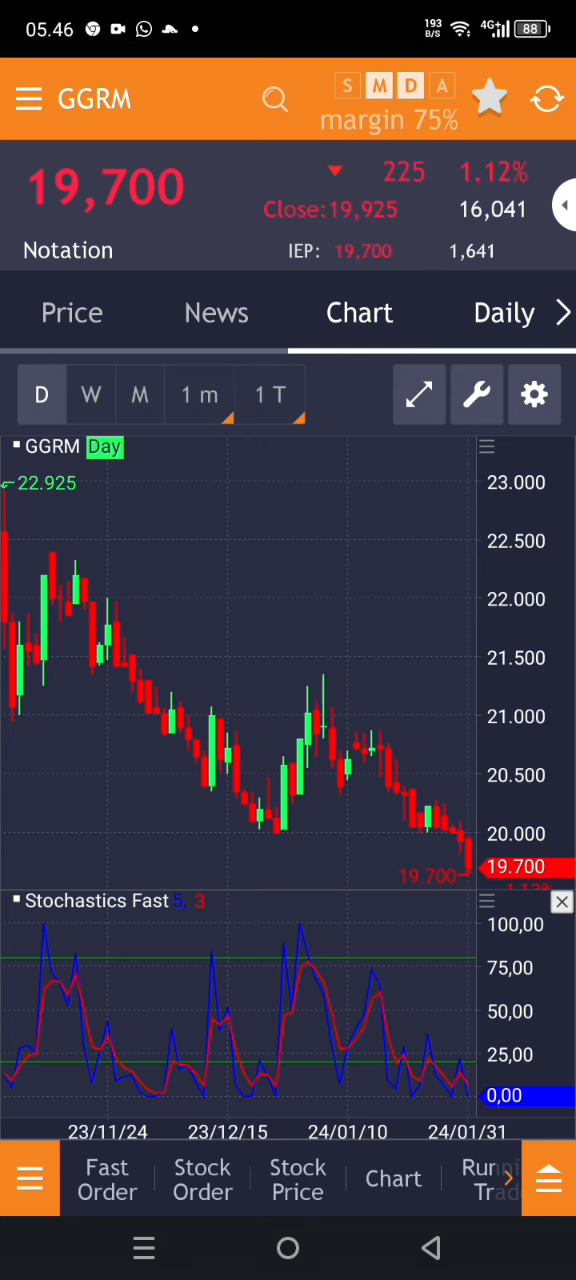 05.46 193 B/S 4G+ 88
GGRM S M D A
margin 75%
19,700 225 1.12%
Close:19,925 16,041
Notation IEP: 19,700 1,641
Price News Chart Daily
D W M 1 m 1 T
GGRM Day
22.925
23.000
22.500
22.000
21.500
21.000
20.500
20.000
19.700 19.700
1,12%
Stochastics Fast 5, 3
100,00
75,00
50,00
25,00
0,00
23/11/24 23/12/15 24/01/10 24/01/31
Fast Order Stock Order Stock Price Chart